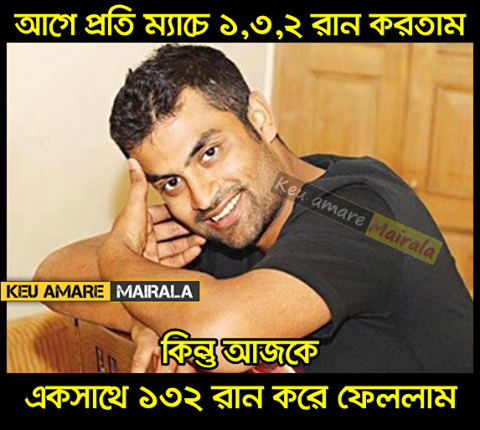 আগে প্রতি ম্যাচে ১,৩,২ রান করতাম
Keu amare Mairala
KEU AMARE MAIRALA
কিন্তু আজকে
একসাথে ১৩২ রান করে ফেললাম